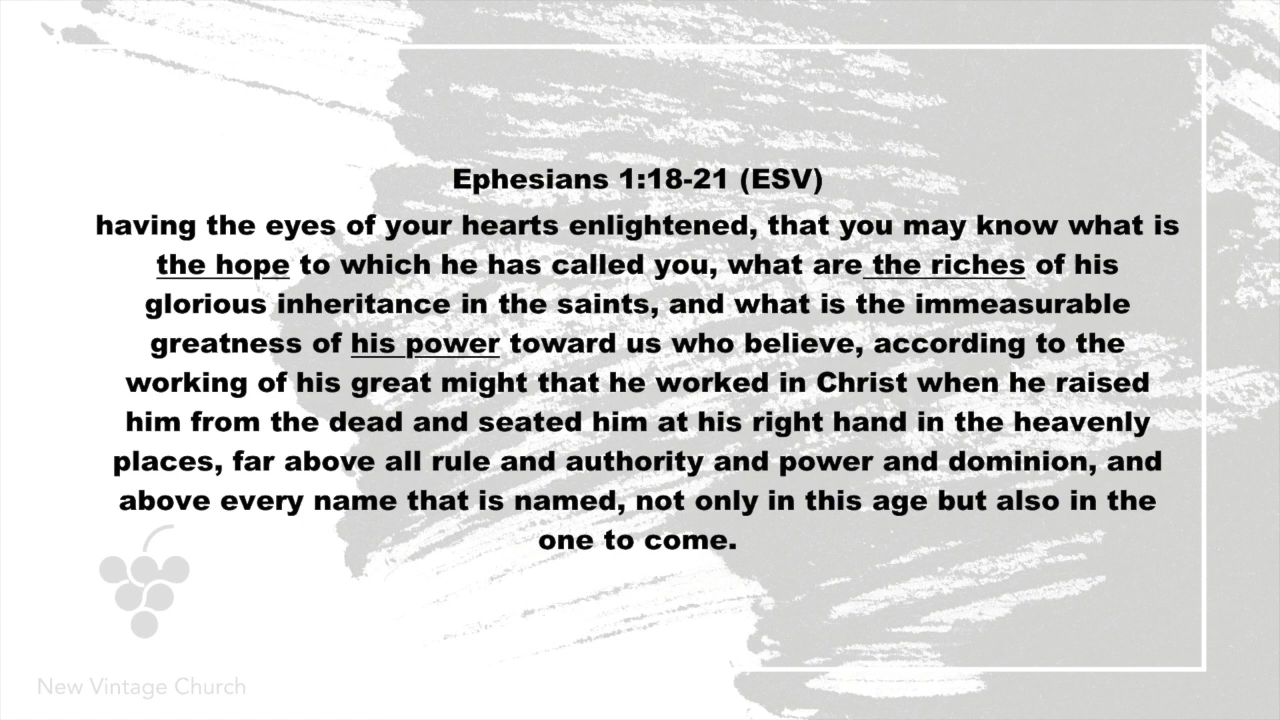 Ephesians 1:18-21 (ESV)
having the eyes of your hearts enlightened, that you may know what is
the hope to which he has called you, what are the riches of his
glorious inheritance in the saints, and what is the immeasurable
greatness of his power toward us who believe, according to the
working of his great might that he worked in Christ when he raised
him from the dead and seated him at his right hand in the heavenly
places, far above all rule and authority and power and dominion, and
above every name that is named, not only in this age but also in the
one to come.
New Vintage Church